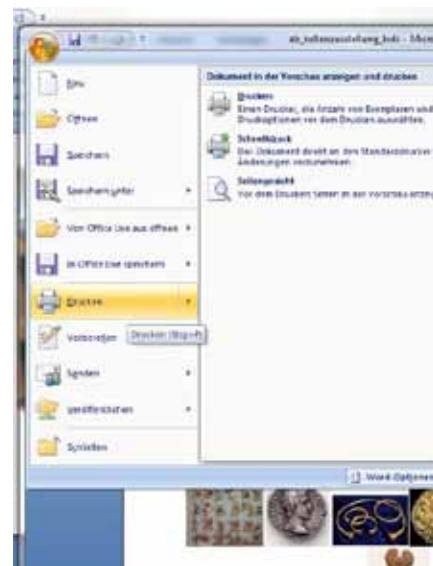 Neu
Öffnen
Speichern
Speichern unter
Von Office Live aus öffnen
In Office Live speichern
Drucken
Vorbereiten
Drucken (Strg+P)
Senden
Veröffentlichen
Schließen
Dokument in der Vorschau anzeigen und drucken
Drucken
Einen Drucker, die Anzahl von Exemplaren und
Druckoptionen vor dem Drucken auswählen.
Schnelldruck
Das Dokument direkt an den Standarddrucker
Änderungen vorzunehmen.
Seitenansicht
Vor dem Drucken Seiten in der Vorschau
Word-Optionen